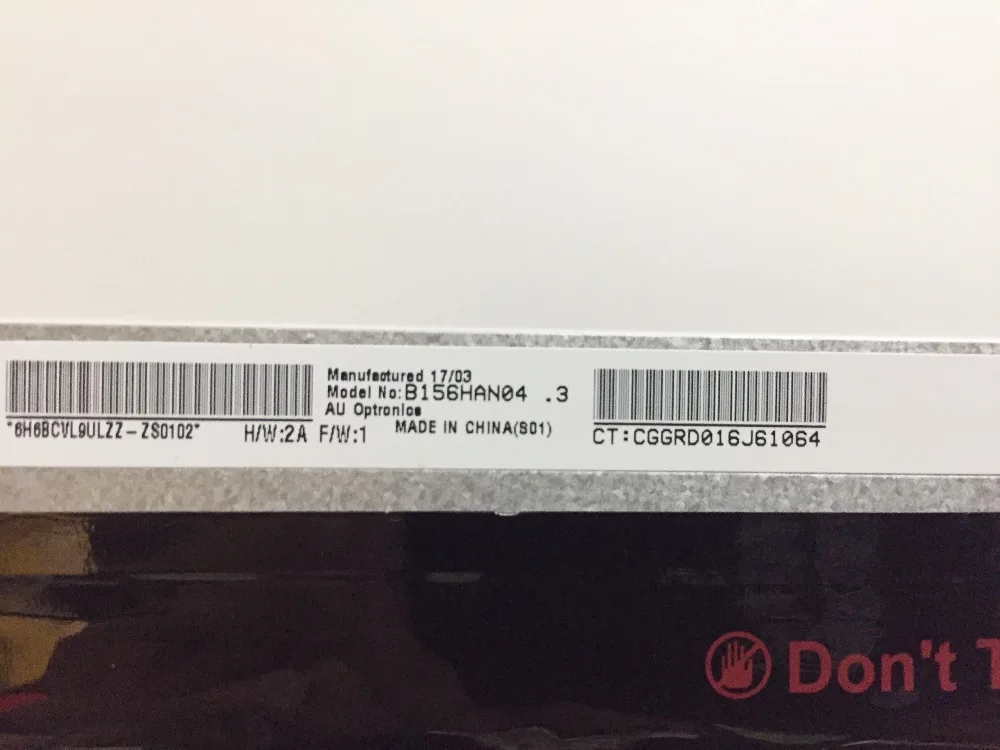 Manufactured 17/03
Model No:B156HAN04 .3
AU Optronics
MADE IN CHINA(S01)
*6H6BCVL9ULZZ-ZS0102* H/W:2A F/W:1
CT:CGGRD016J61064
Don't T